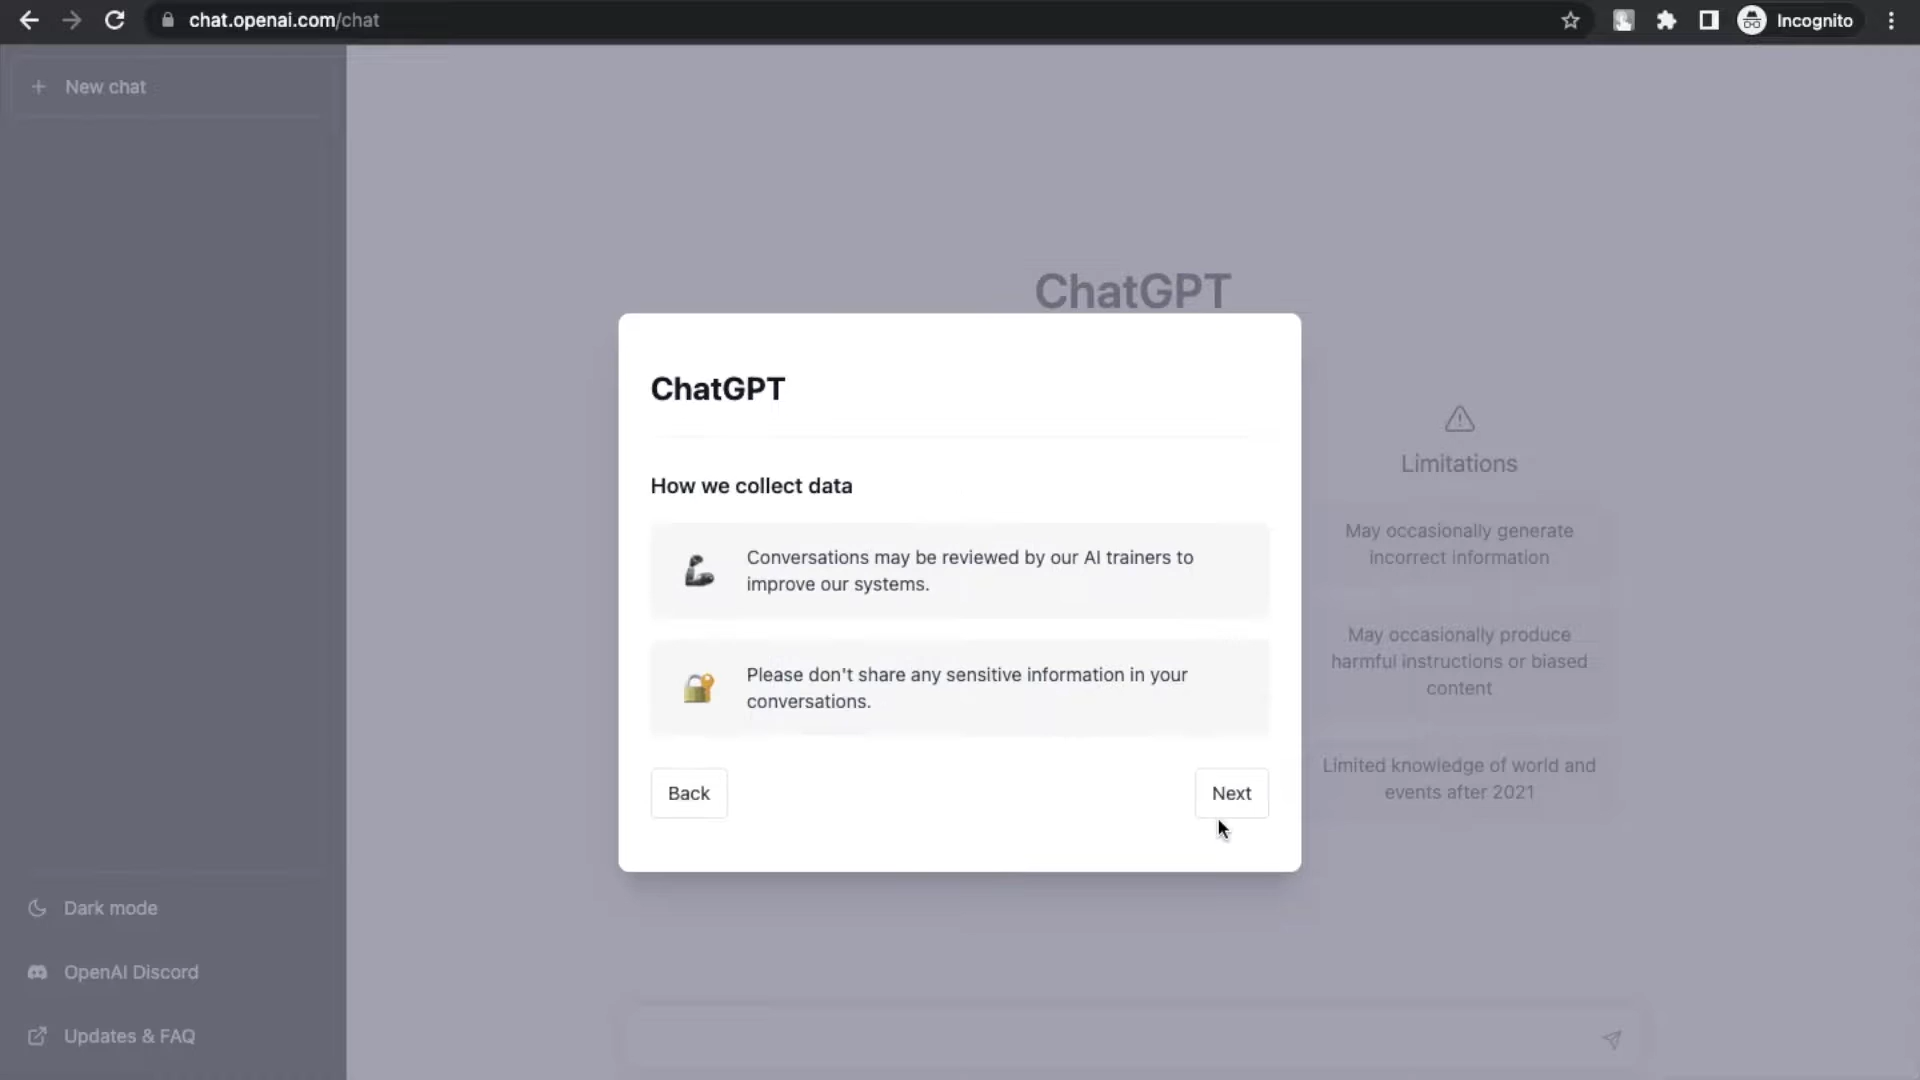 chat.openai.com/chat
Incognito
New chat
ChatGPT
ChatGPT
How we collect data
Conversations may be reviewed by our AI trainers to
improve our systems.
Please don't share any sensitive information in your
conversations.
Back
Next
Limitations
May occasionally generate
incorrect information
May occasionally produce
harmful instructions or biased
content
Limited knowledge of world and
events after 2021
Dark mode
OpenAI Discord
Updates & FAQ